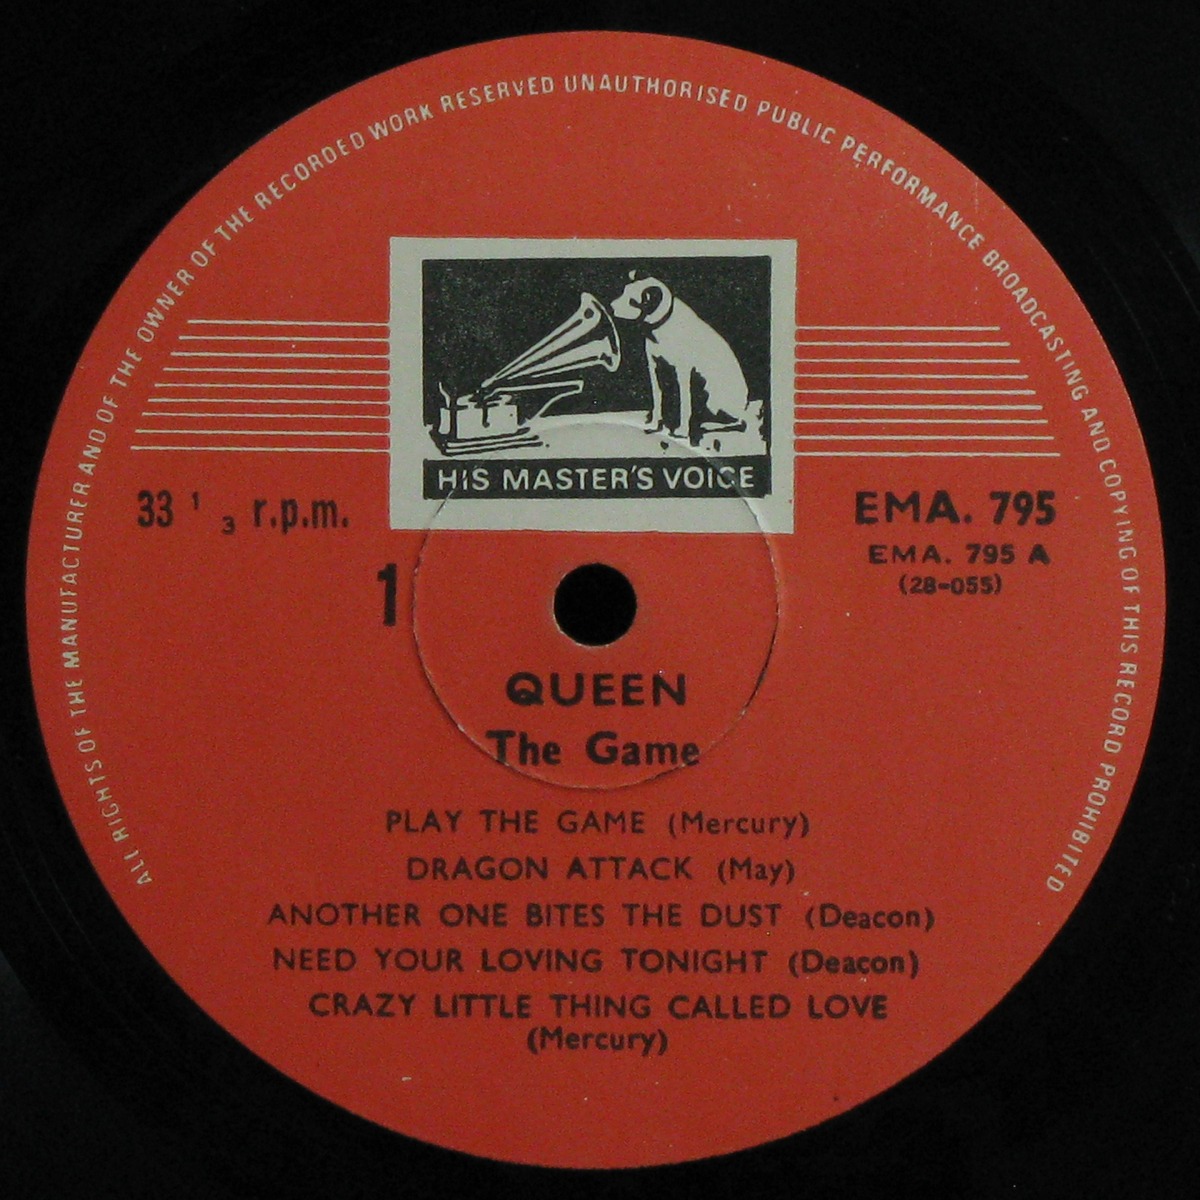 ALL RIGHTS OF THE MANUFACTURER AND OF THE OWNER OF THE RECORDED WORK RESERVED UNAUTHORISED PUBLIC PERFORMANCE BROADCASTING AND COPYING OF THIS RECORD PROHIBITED
HIS MASTER'S VOICE
33 1 3 r.p.m.
EMA. 795
EMA. 795 A
(28-055)
1
QUEEN
The Game
PLAY THE GAME (Mercury)
DRAGON ATTACK (May)
ANOTHER ONE BITES THE DUST (Deacon)
NEED YOUR LOVING TONIGHT (Deacon)
CRAZY LITTLE THING CALLED LOVE
(Mercury)